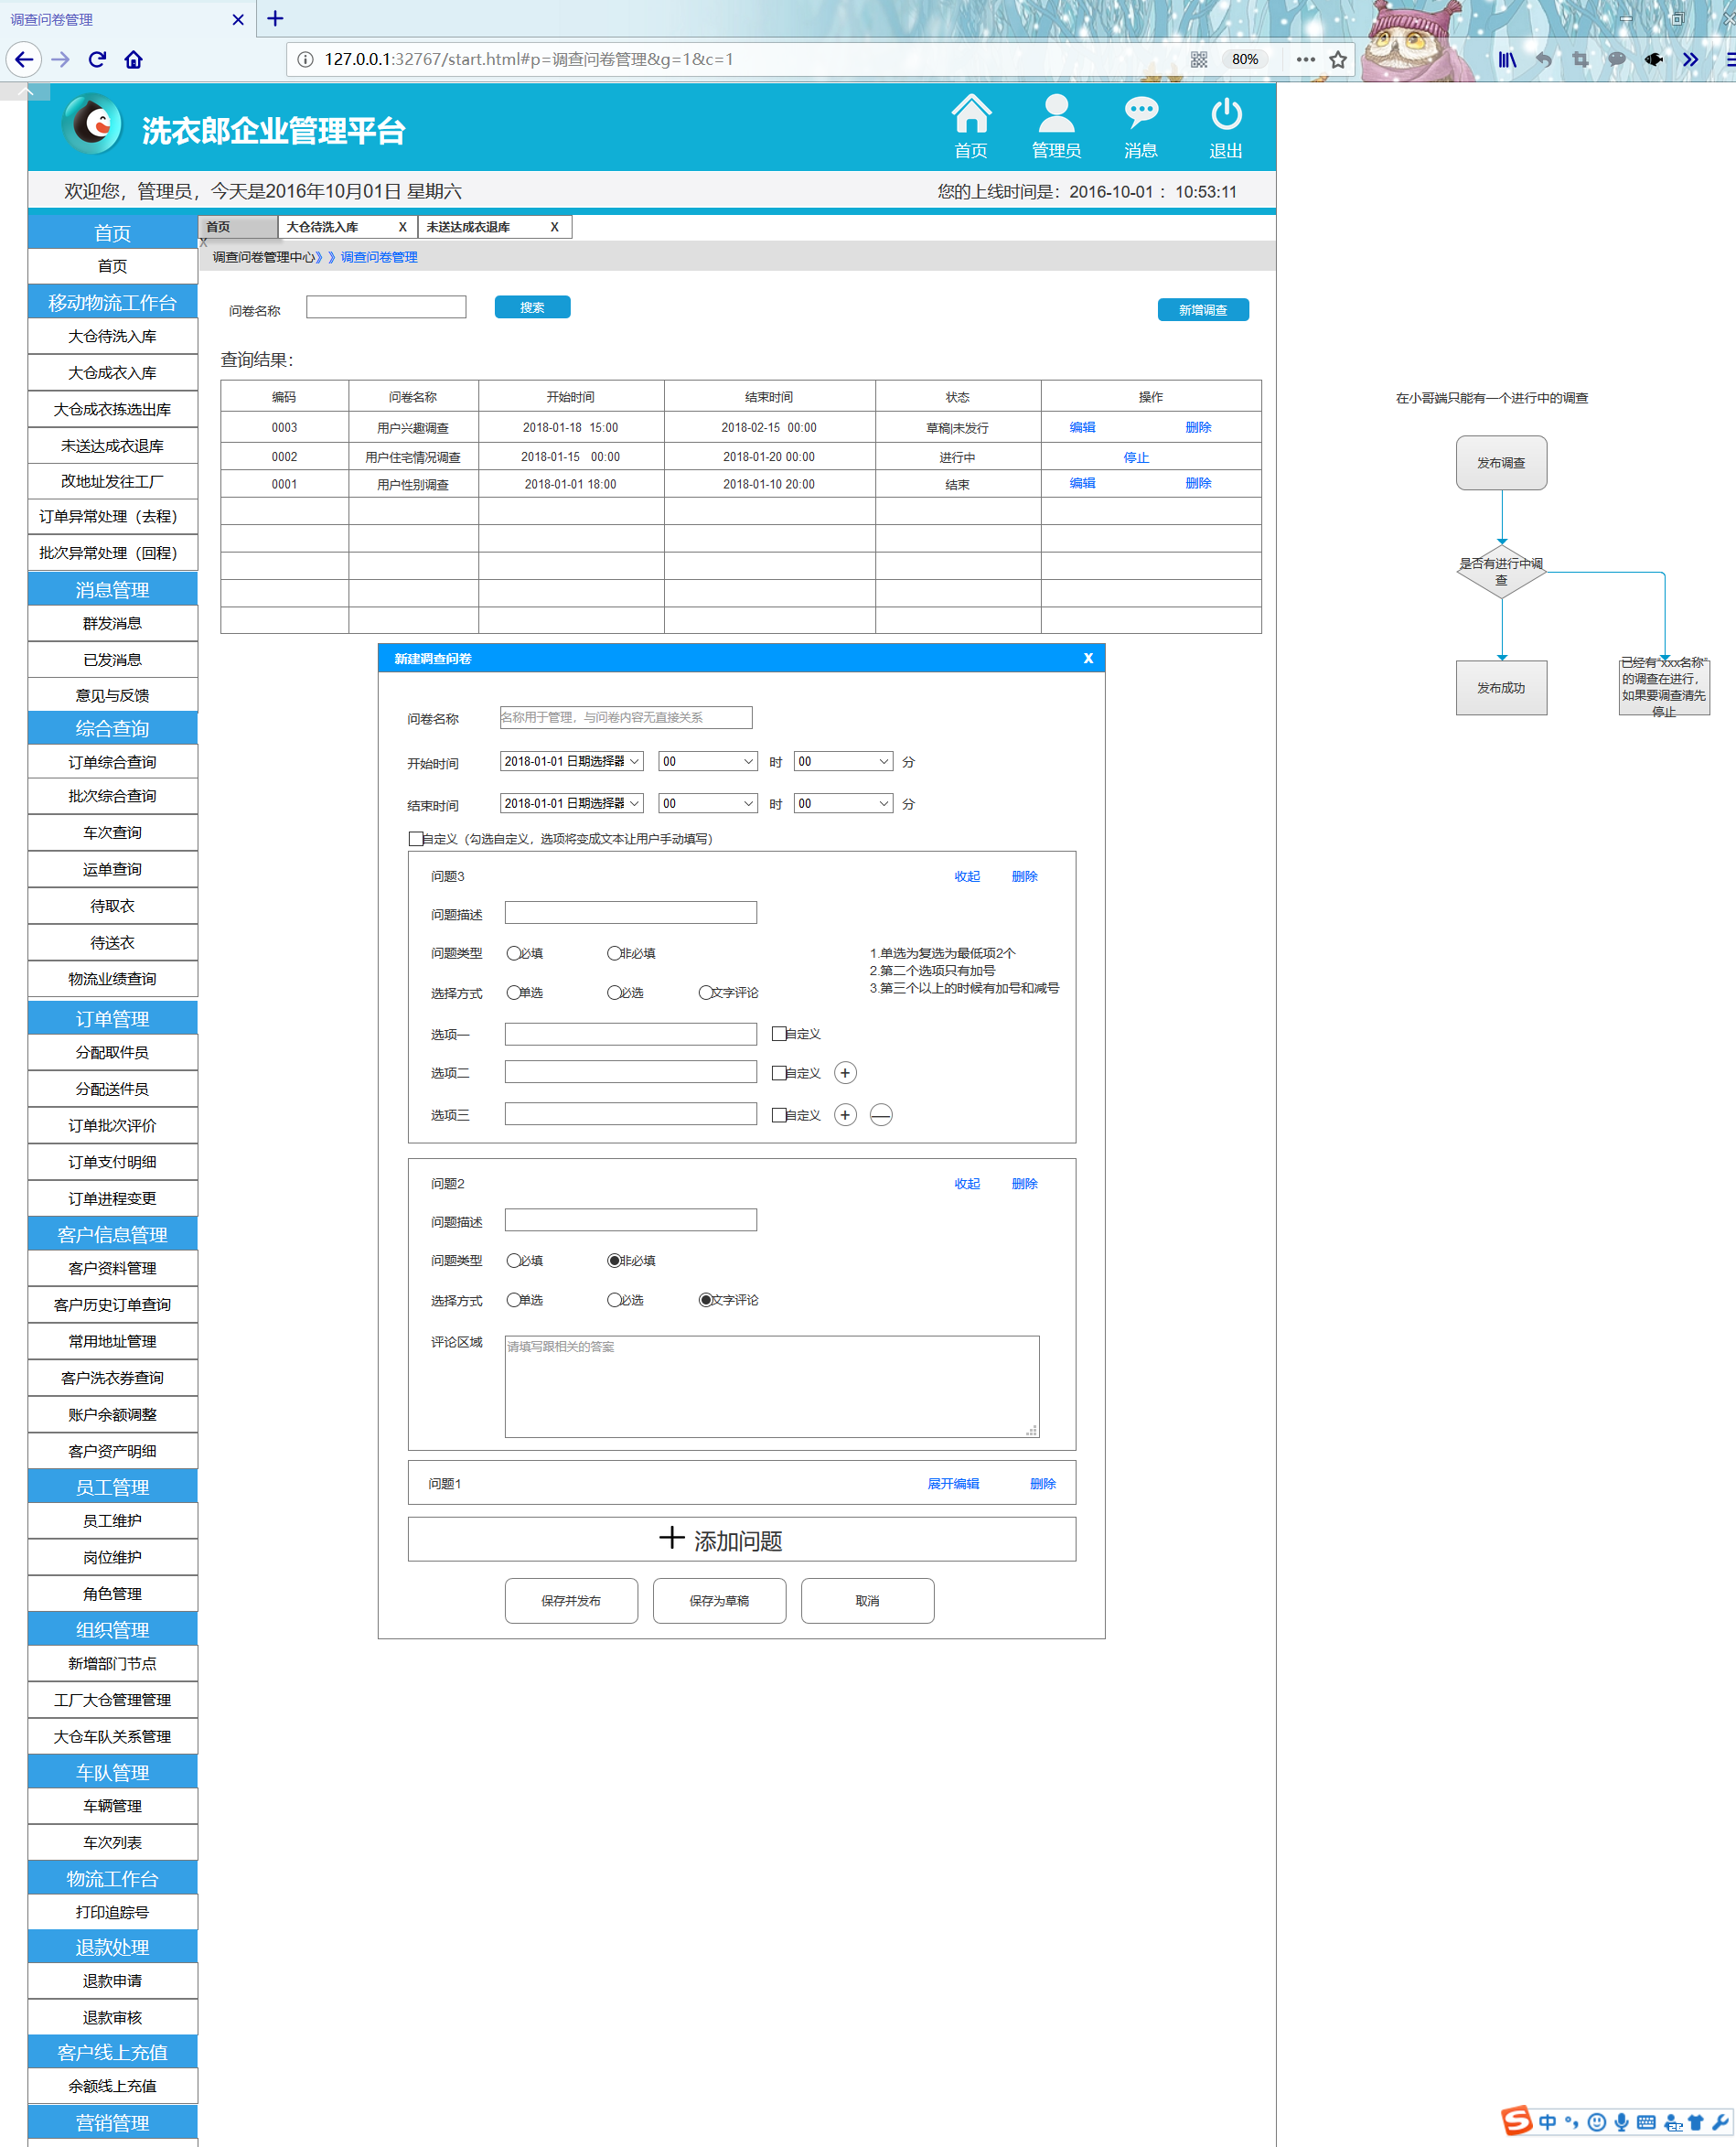 调查问卷管理
127.0.0.1:32767/start.html#p=调查问卷管理&g=1&c=1
80%
洗衣郎企业管理平台
首页
管理员
消息
退出
欢迎您，管理员，今天是2016年10月01日 星期六
您的上线时间是：2016-10-01：10:53:11
首页
首页
移动物流工作台
大仓待洗入库
大仓成衣入库
大仓成衣拣选出库
未送达成衣退库
改地址发往工厂
订单异常处理（去程）
批次异常处理（回程）
消息管理
群发消息
已发消息
意见与反馈
综合查询
订单综合查询
批次综合查询
车次查询
运单查询
待取衣
待送衣
物流业绩查询
订单管理
分配取件员
分配送件员
订单批次评价
订单支付明细
订单进程变更
客户信息管理
客户资料管理
客户历史订单查询
常用地址管理
客户洗衣券查询
账户余额调整
客户资产明细
员工管理
员工维护
岗位维护
角色管理
组织管理
新增部门节点
工厂大仓管理管理
大仓车队关系管理
车队管理
车辆管理
车次列表
物流工作台
打印追踪号
退款处理
退款申请
退款审核
客户线上充值
余额线上充值
营销管理
首页
X
大仓待洗入库 X
未送达成衣退库 X
调查问卷管理中心》》调查问卷管理
问卷名称
搜索
新增调查
查询结果：
编码 问卷名称 开始时间 结束时间 状态 操作
0003 用户兴趣调查 2018-01-18 15:00 2018-02-15 00:00 草稿|未发行 编辑 删除
0002 用户住宅情况调查 2018-01-15 00:00 2018-01-20 00:00 进行中 停止
0001 用户性别调查 2018-01-01 18:00 2018-01-10 20:00 结束 编辑 删除
新建调查问卷 X
问卷名称 名称用于管理，与问卷内容无直接关系
开始时间 2018-01-01 日期选择器 00 时 00 分
结束时间 2018-01-01 日期选择器 00 时 00 分
自定义（勾选自定义，选项将变成文本让用户手动填写）
问题3 收起 删除
问题描述
问题类型 必填 非必填
选择方式 单选 必选 文字评论
1.单选为复选为最低项2个
2.第二个选项只有加号
3.第三个以上的时候有加号和减号
选项一 自定义
选项二 自定义 +
选项三 自定义 + —
问题2 收起 删除
问题描述
问题类型 必填 非必填
选择方式 单选 必选 文字评论
评论区域 请填写跟相关的答案
问题1 展开编辑 删除
+ 添加问题
保存并发布 保存为草稿 取消
在小哥端只能有一个进行中的调查
发布调查
是否有进行中调
查
发布成功
已经有“xxx名称”
的调查在进行，
如果要调查清先
停止
中